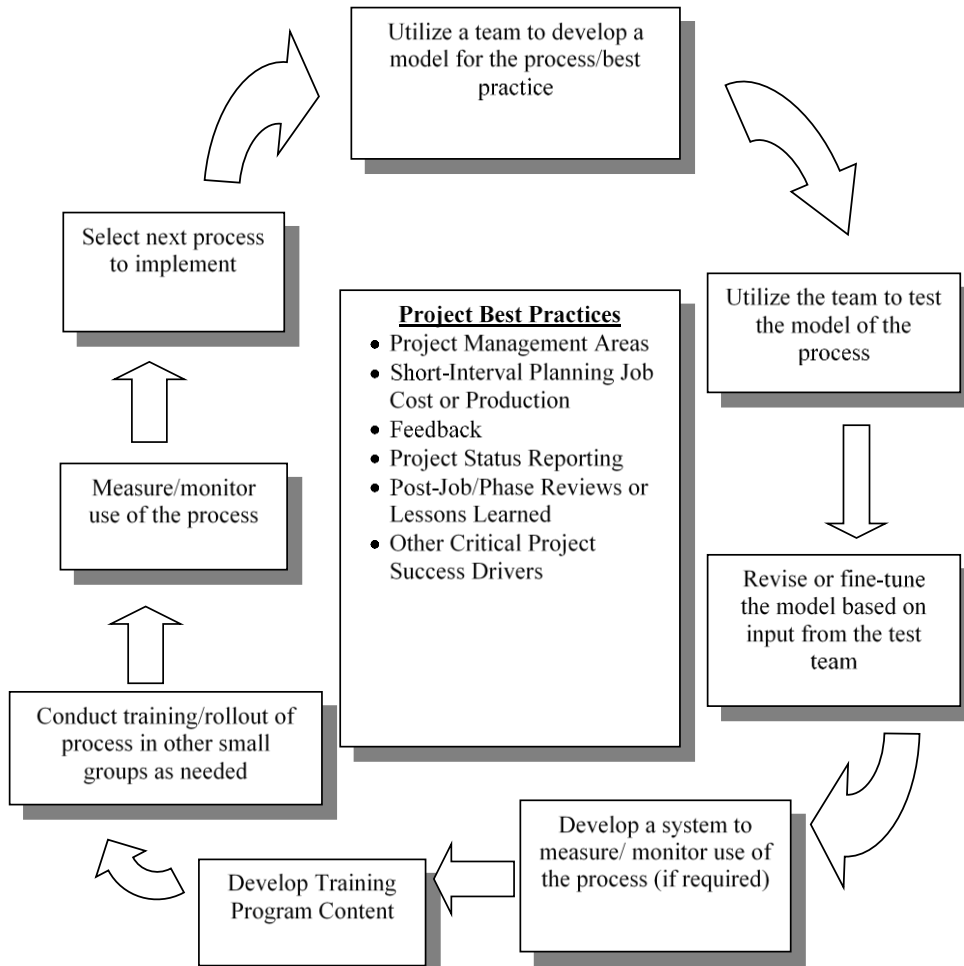 Utilize a team to develop a
model for the process/best
practice
Utilize the team to test
the model of the
process
Revise or fine-tune
the model based on
input from the test
team
Develop a system to
measure/ monitor use of
the process (if required)
Develop Training
Program Content
Conduct training/rollout of
process in other small
groups as needed
Measure/monitor
use of the process
Select next process
to implement
Project Best Practices
• Project Management Areas
• Short-Interval Planning Job
Cost or Production
• Feedback
• Project Status Reporting
• Post-Job/Phase Reviews or
Lessons Learned
• Other Critical Project
Success Drivers